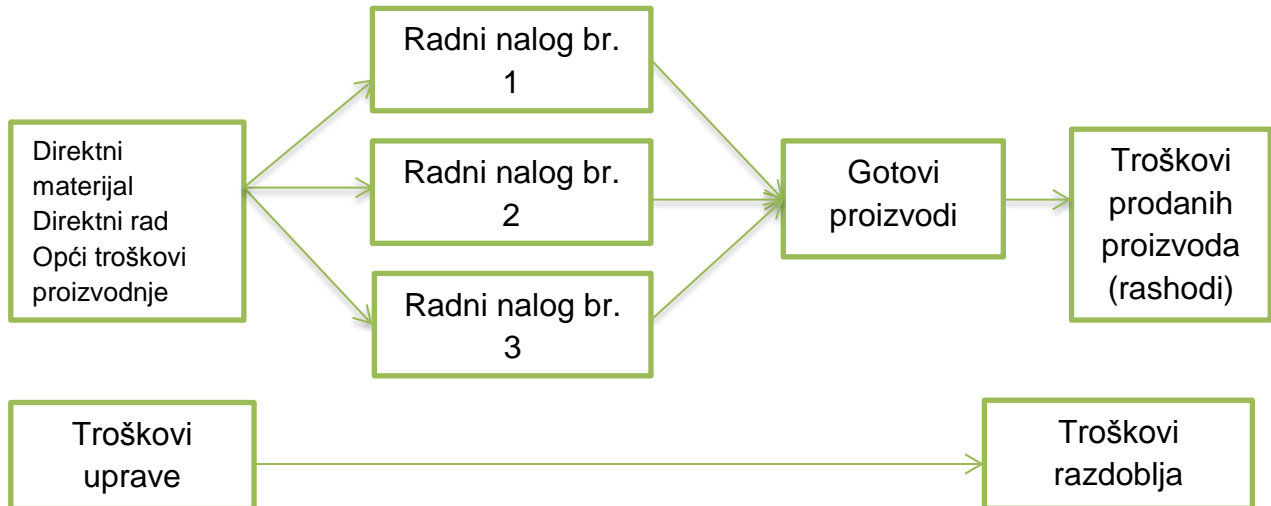 Direktni
materijal
Direktni rad
Opći troškovi
proizvodnje
Radni nalog br.
1
Radni nalog br.
2
Radni nalog br.
3
Gotovi
proizvodi
Troškovi
prodanih
proizvoda
(rashodi)
Troškovi
uprave
Troškovi
razdoblja